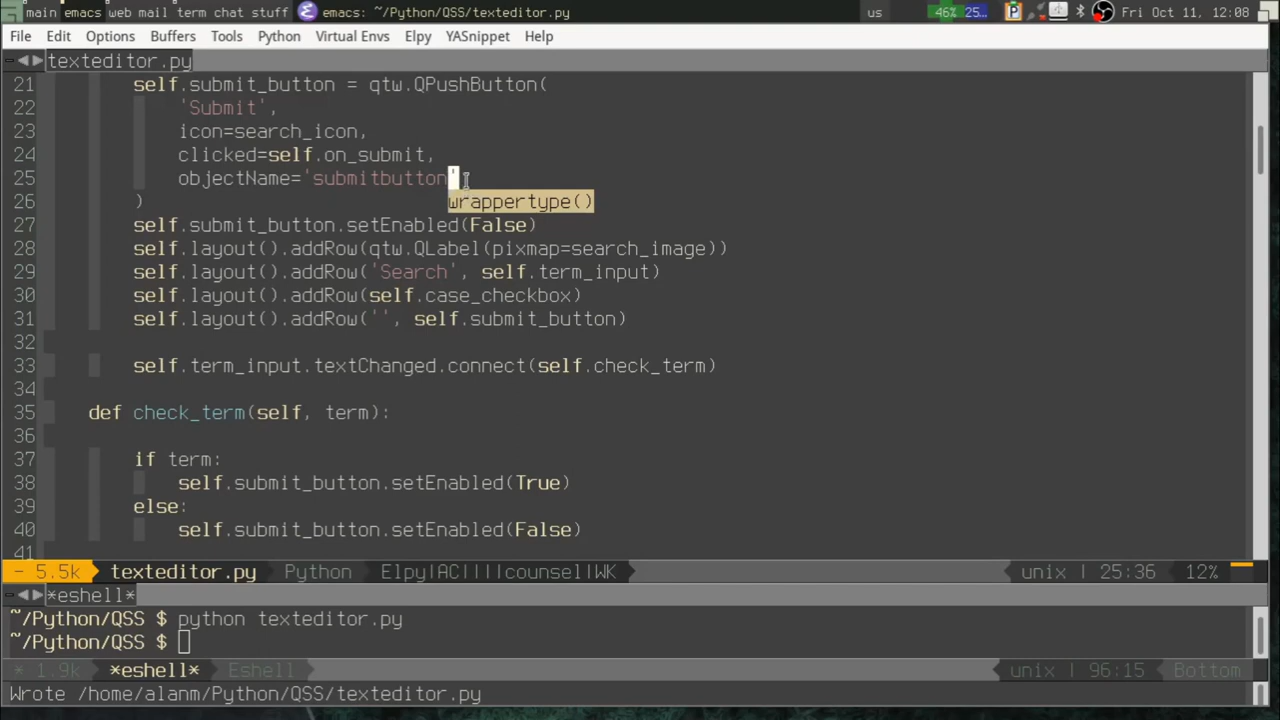 main emacs web mail term chat stuff emacs: ~/Python/QSS/texteditor.py us 46% 25... Fri Oct 11, 12:08
File Edit Options Buffers Tools Python Virtual Envs Elpy YASnippet Help
texteditor.py
21 self.submit_button = qtw.QPushButton(
22 'Submit',
23 icon=search_icon,
24 clicked=self.on_submit,
25 objectName='submitbutton'
26 ) wrappertype()
27 self.submit_button.setEnabled(False)
28 self.layout().addRow(qtw.QLabel(pixmap=search_image))
29 self.layout().addRow('Search', self.term_input)
30 self.layout().addRow(self.case_checkbox)
31 self.layout().addRow('', self.submit_button)
32
33 self.term_input.textChanged.connect(self.check_term)
34
35 def check_term(self, term):
36
37 if term:
38 self.submit_button.setEnabled(True)
39 else:
40 self.submit_button.setEnabled(False)
41
- 5.5k texteditor.py Python Elpy|AC||||counsel|WK unix | 25:36 12%
*eshell*
~/Python/QSS $ python texteditor.py
~/Python/QSS $
* 1.9k *eshell* Eshell unix | 96:15 Bottom
Wrote /home/alanm/Python/QSS/texteditor.py